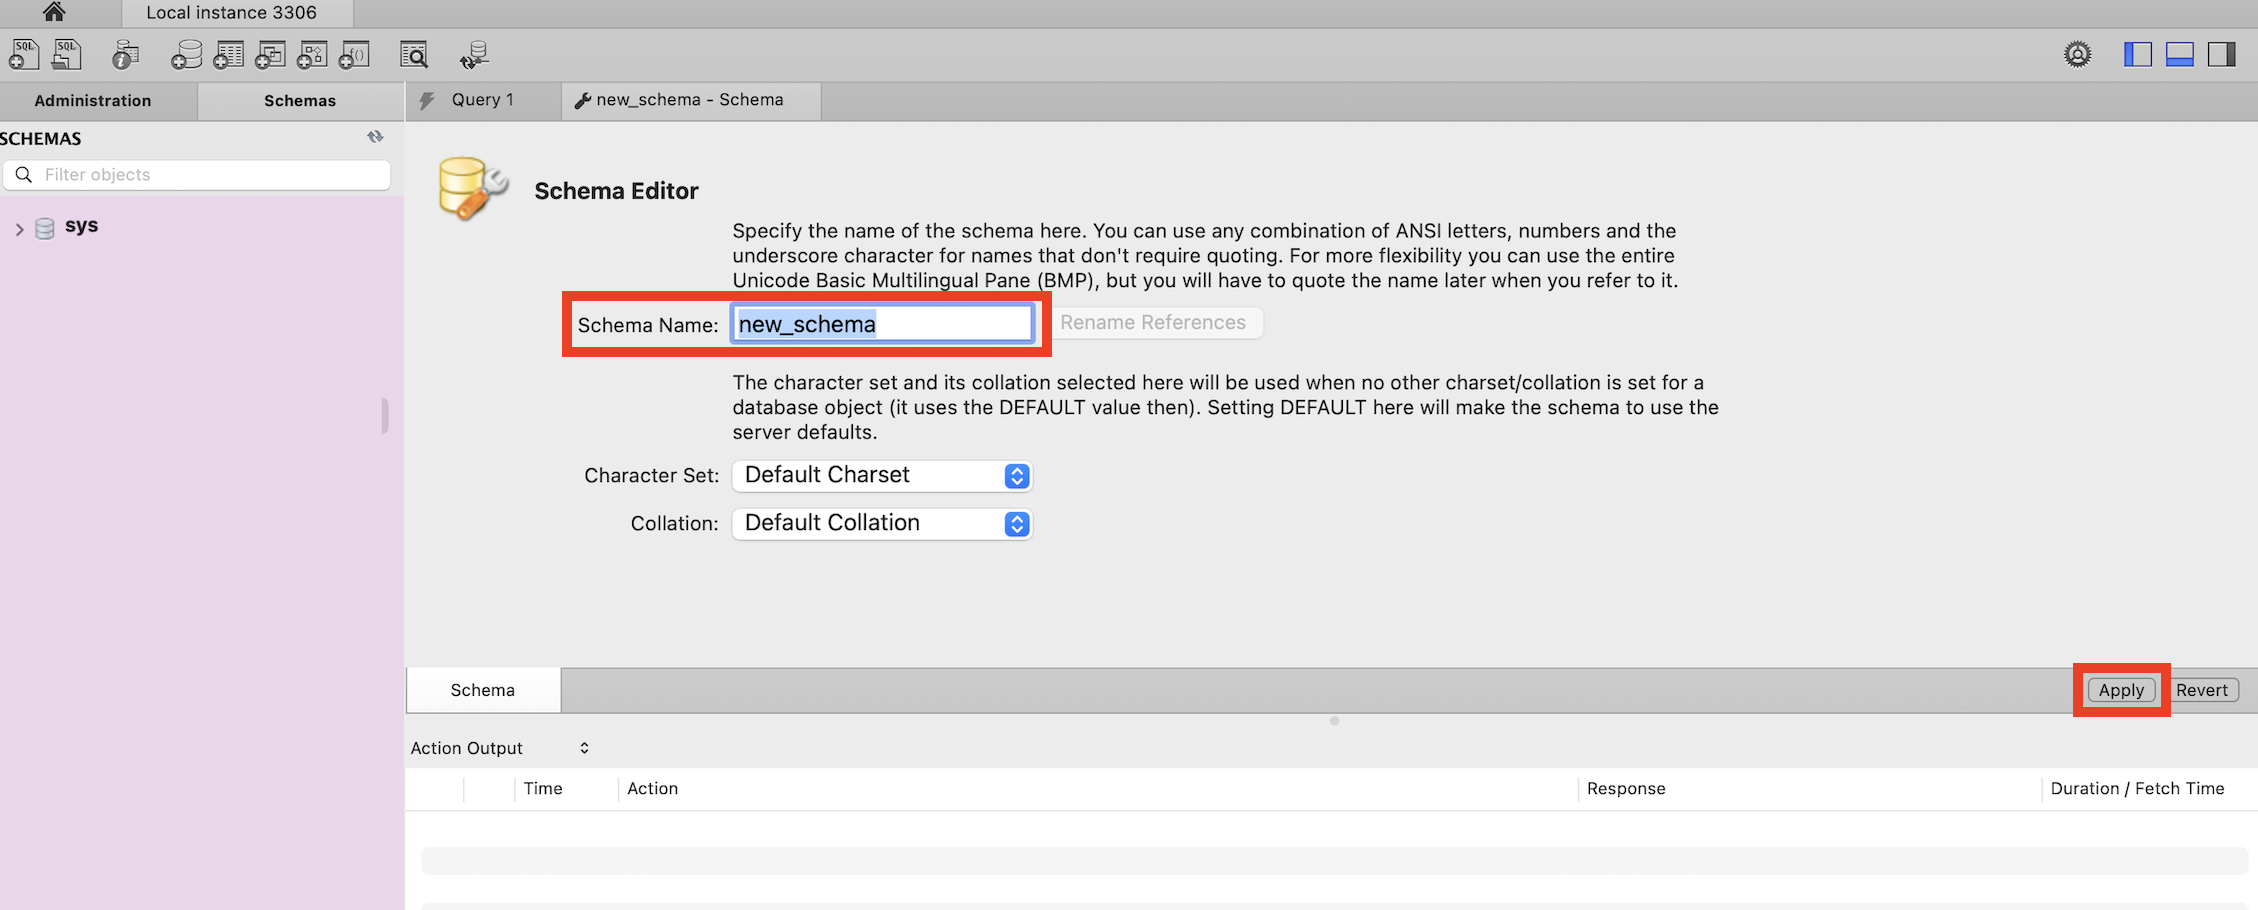 Local instance 3306
SQL
SQL
f()
Administration
Schemas
Query 1
new_schema - Schema
SCHEMAS
Filter objects
sys
Schema Editor
Specify the name of the schema here. You can use any combination of ANSI letters, numbers and the
underscore character for names that don't require quoting. For more flexibility you can use the entire
Unicode Basic Multilingual Pane (BMP), but you will have to quote the name later when you refer to it.
Schema Name: new_schema Rename References
The character set and its collation selected here will be used when no other charset/collation is set for a
database object (it uses the DEFAULT value then). Setting DEFAULT here will make the schema to use the
server defaults.
Character Set: Default Charset
Collation: Default Collation
Schema
Apply
Revert
Action Output
Time Action Response Duration / Fetch Time